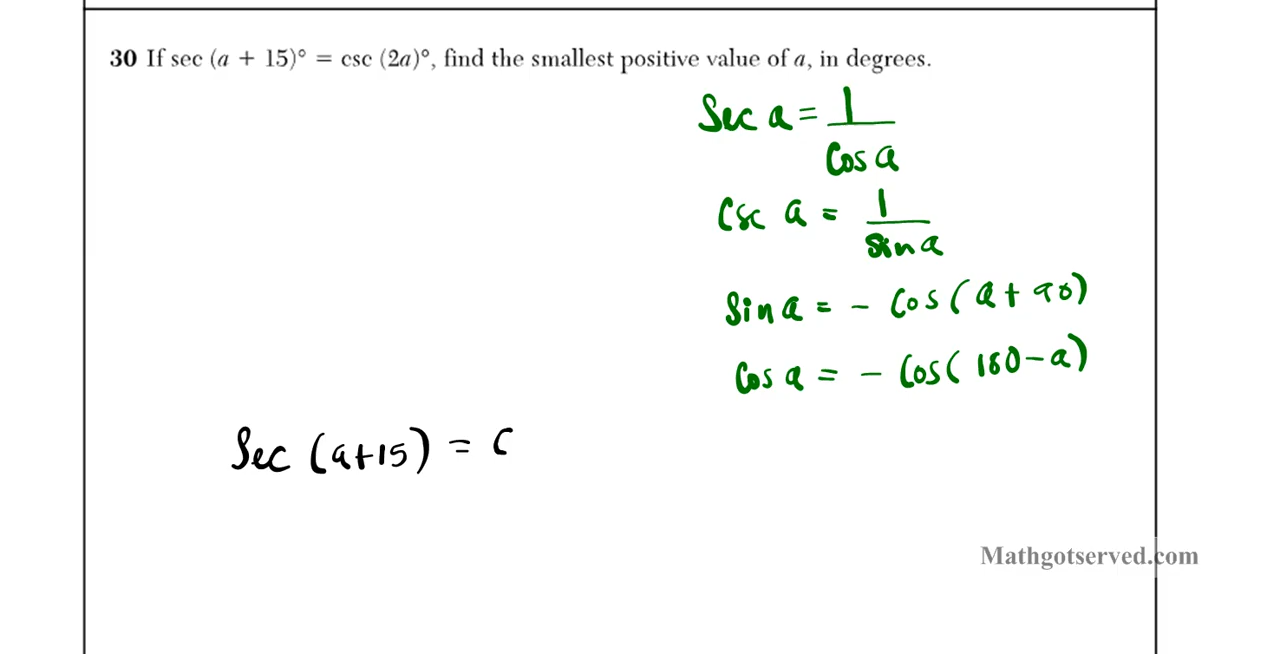 30 If sec (a + 15)° = csc (2a)°, find the smallest positive value of a, in degrees.
Sec a = 1
Cos a
Csc a = 1
Sin a
Sin a = - Cos(a + 90)
Cos a = - Cos(180 - a)
Sec (a+15) = C
Mathgotserved.com